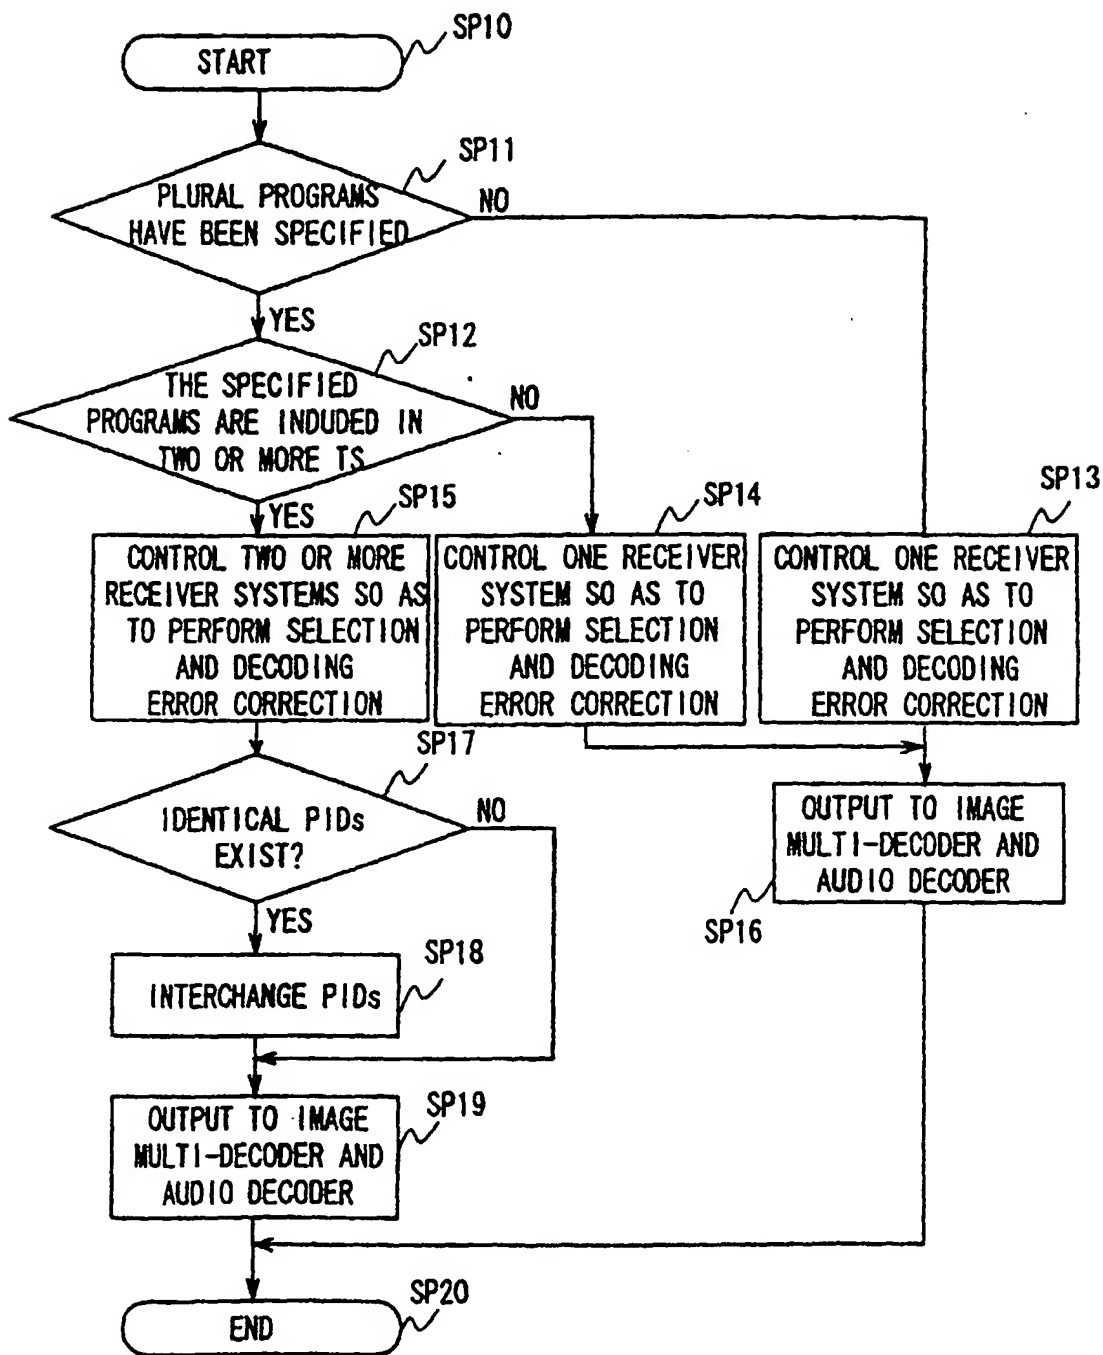 SP10
START
SP11
PLURAL PROGRAMS
HAVE BEEN SPECIFIED
NO
YES
SP12
THE SPECIFIED
PROGRAMS ARE INDUDED IN
TWO OR MORE TS
NO
YES
SP15
CONTROL TWO OR MORE
RECEIVER SYSTEMS SO AS
TO PERFORM SELECTION
AND DECODING
ERROR CORRECTION
SP14
CONTROL ONE RECEIVER
SYSTEM SO AS TO
PERFORM SELECTION
AND DECODING
ERROR CORRECTION
SP13
CONTROL ONE RECEIVER
SYSTEM SO AS TO
PERFORM SELECTION
AND DECODING
ERROR CORRECTION
SP17
IDENTICAL PIDs
EXIST?
NO
YES
OUTPUT TO IMAGE
MULTI-DECODER AND
AUDIO DECODER
SP16
SP18
INTERCHANGE PIDs
SP19
OUTPUT TO IMAGE
MULTI-DECODER AND
AUDIO DECODER
SP20
END